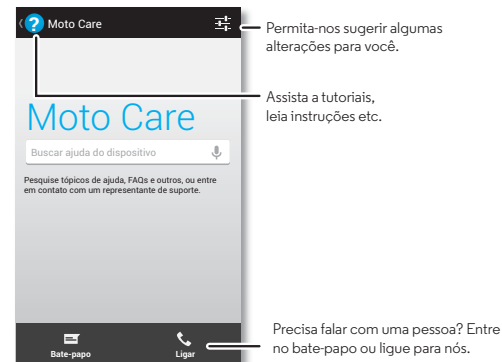 Moto Care
Permita-nos sugerir algumas
alterações para você.
Assista a tutoriais,
leia instruções etc.
Moto Care
Buscar ajuda do dispositivo
Pesquise tópicos de ajuda, FAQs e outros, ou entre
em contato com um representante de suporte.
Precisa falar com uma pessoa? Entre
no bate-papo ou ligue para nós.
Bate-papo
Ligar